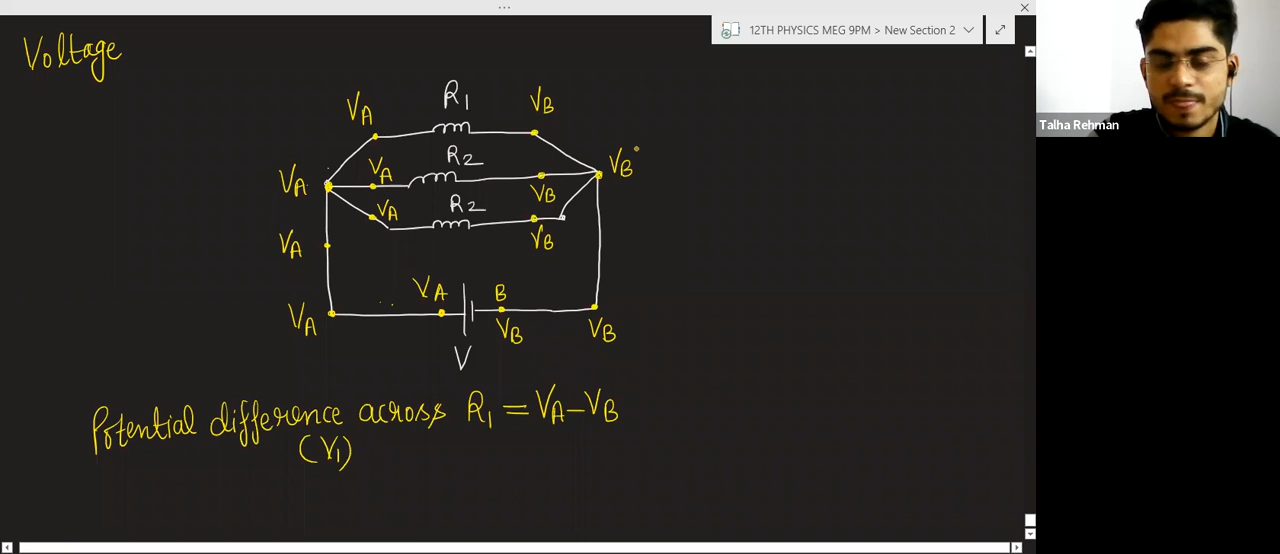 12TH PHYSICS MEG 9PM > New Section 2
Talha Rehman
Voltage
R1
VA
VB
R2
VA
VB
VA
VB
R2
VA
VB
VA
VA
B
VA
VB
VB
V
Potential difference across R1 = VA - VB
(V1)